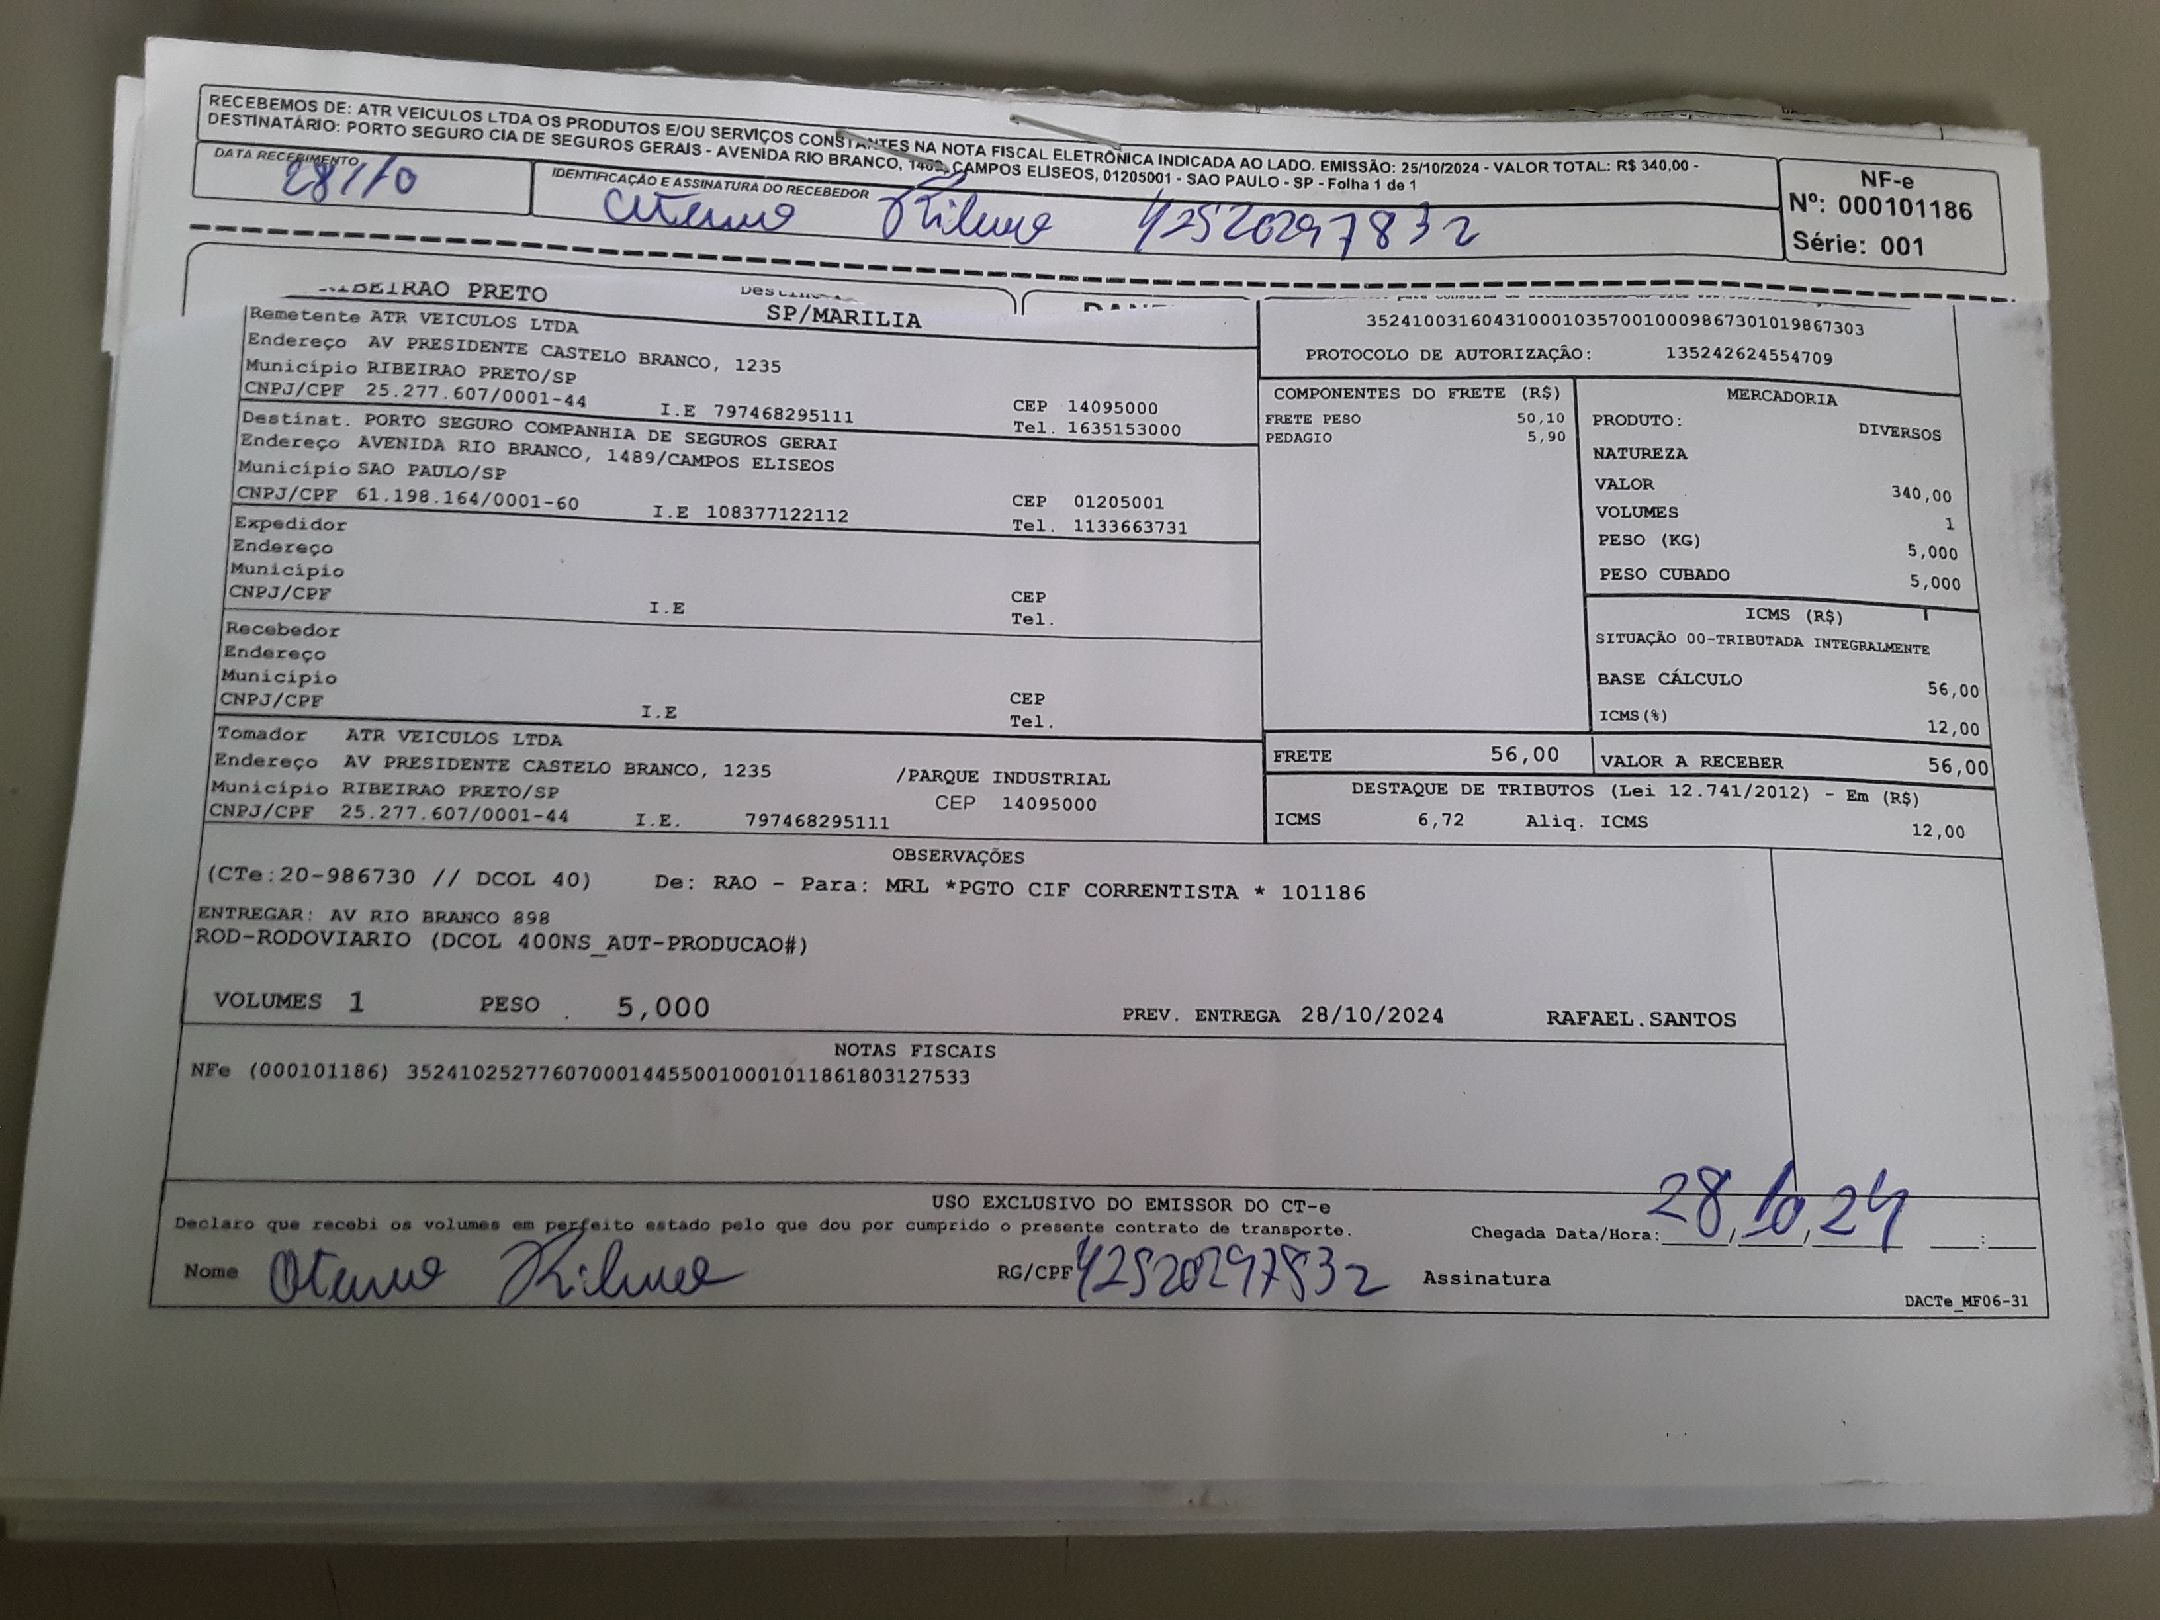 RECEBEMOS DE: ATR VEICULOS LTDA OS PRODUTOS E/OU SERVIÇOS CONSTANTES NA NOTA FISCAL ELETRÔNICA INDICADA AO LADO. EMISSÃO: 25/10/2024 - VALOR TOTAL: R$ 340,00 -
DESTINATÁRIO: PORTO SEGURO CIA DE SEGUROS GERAIS - AVENIDA RIO BRANCO, 1489, CAMPOS ELISEOS, 01205001 - SAO PAULO - SP - Folha 1 de 1
DATA RECEBIMENTO
28/10
IDENTIFICAÇÃO E ASSINATURA DO RECEBEDOR
42520297832
NF-e
Nº: 000101186
Série: 001
RIBEIRAO PRETO
SP/MARILIA
Remetente ATR VEICULOS LTDA
Endereço AV PRESIDENTE CASTELO BRANCO, 1235
Município RIBEIRAO PRETO/SP CEP 14095000
CNPJ/CPF 25.277.607/0001-44 I.E 797468295111 Tel. 1635153000
Destinat. PORTO SEGURO COMPANHIA DE SEGUROS GERAI
Endereço AVENIDA RIO BRANCO, 1489/CAMPOS ELISEOS
Município SAO PAULO/SP CEP 01205001
CNPJ/CPF 61.198.164/0001-60 I.E 108377122112 Tel. 1133663731
Expedidor
Endereço
Município CEP
CNPJ/CPF I.E Tel.
Recebedor
Endereço
Município CEP
CNPJ/CPF I.E Tel.
Tomador ATR VEICULOS LTDA
Endereço AV PRESIDENTE CASTELO BRANCO, 1235 /PARQUE INDUSTRIAL
Município RIBEIRAO PRETO/SP CEP 14095000
CNPJ/CPF 25.277.607/0001-44 I.E. 797468295111
35241003160431000103570010009867301019867303
PROTOCOLO DE AUTORIZAÇÃO: 135242624554709
COMPONENTES DO FRETE (R$)
FRETE PESO 50,10
PEDAGIO 5,90
MERCADORIA
PRODUTO: DIVERSOS
NATUREZA
VALOR 340,00
VOLUMES 1
PESO (KG) 5,000
PESO CUBADO 5,000
ICMS (R$)
SITUAÇÃO 00-TRIBUTADA INTEGRALMENTE
BASE CÁLCULO 56,00
ICMS(%) 12,00
FRETE 56,00 VALOR A RECEBER 56,00
DESTAQUE DE TRIBUTOS (Lei 12.741/2012) - Em (R$)
ICMS 6,72 Aliq. ICMS 12,00
OBSERVAÇÕES
(CTe:20-986730 // DCOL 40) De: RAO - Para: MRL *PGTO CIF CORRENTISTA * 101186
ENTREGAR: AV RIO BRANCO 898
ROD-RODOVIARIO (DCOL 400NS_AUT-PRODUCAO#)
VOLUMES 1 PESO 5,000 PREV. ENTREGA 28/10/2024 RAFAEL.SANTOS
NOTAS FISCAIS
NFe (000101186) 35241025277607000144550010001011861803127533
USO EXCLUSIVO DO EMISSOR DO CT-e
Declaro que recebi os volumes em perfeito estado pelo que dou por cumprido o presente contrato de transporte. Chegada Data/Hora: 28/10/24 __:__
Nome RG/CPF 42520297832 Assinatura
DACTe_MF06-31